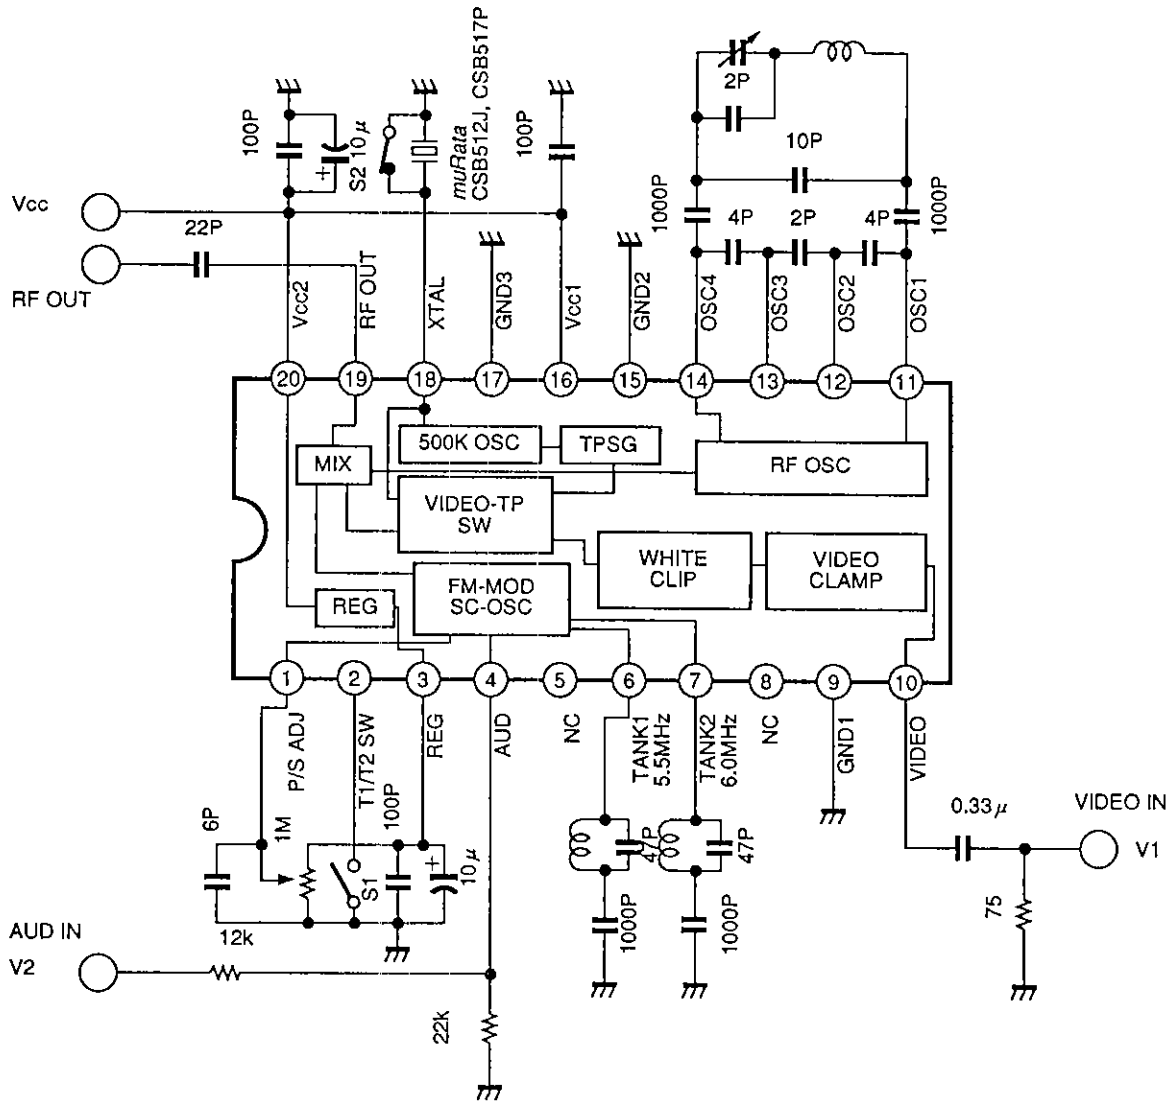 2P
10P
1000P
1000P
4P
2P
4P
100P
10μ
S2
muRata
CSB512J, CSB517P
100P
Vcc
22P
RF OUT
Vcc2
RF OUT
XTAL
GND3
Vcc1
GND2
OSC4
OSC3
OSC2
OSC1
20
19
18
17
16
15
14
13
12
11
500K OSC
TPSG
MIX
RF OSC
VIDEO-TP
SW
WHITE
CLIP
VIDEO
CLAMP
FM-MOD
SC-OSC
REG
1
2
3
4
5
6
7
8
9
10
P/S ADJ
T1/T2 SW
REG
AUD
NC
TANK1
5.5MHz
TANK2
6.0MHz
NC
GND1
VIDEO
6P
1M
S1
100P
10μ
47P
47P
1000P
1000P
0.33μ
VIDEO IN
V1
75
AUD IN
V2
12k
22k